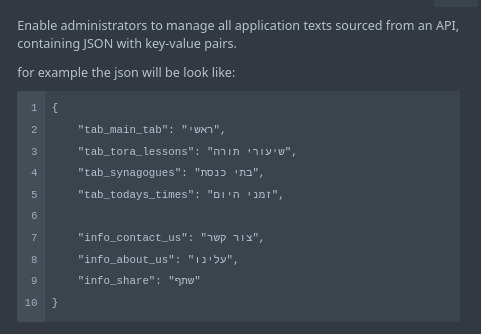 Enable administrators to manage all application texts sourced from an API,
containing JSON with key-value pairs.
for example the json will be look like:
1 {
2 "tab_main_tab": "ראשי",
3 "tab_tora_lessons": "שיעורי תורה",
4 "tab_synagogues": "בתי כנסת",
5 "tab_todays_times": "זמני היום",
6
7 "info_contact_us": "צור קשר",
8 "info_about_us": "עלינו",
9 "info_share": "שתף"
10 }